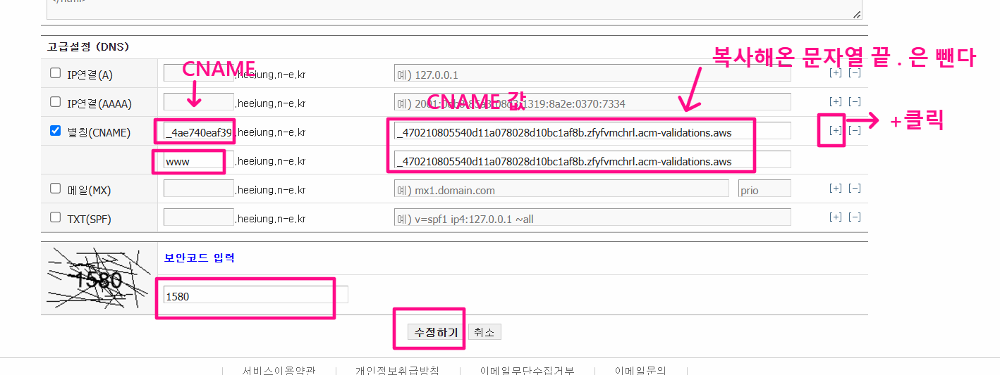 고급설정 (DNS)
CNAME
복사해온 문자열 끝 . 은 뺀다
IP연결(A) .heejung.n-e.kr 예) 127.0.0.1 [+] [-]
CNAME 값
IP연결(AAAA) .heejung.n-e.kr 예) 2001:0db8:85a3:08d3:1319:8a2e:0370:7334 [+] [-]
별칭(CNAME) _4ae740eaf39 .heejung.n-e.kr _470210805540d11a078028d10bc1af8b.zfyfvmchrl.acm-validations.aws [+] [-]
+클릭
www .heejung.n-e.kr _470210805540d11a078028d10bc1af8b.zfyfvmchrl.acm-validations.aws
메일(MX) .heejung.n-e.kr 예) mx1.domain.com prio [+] [-]
TXT(SPF) .heejung.n-e.kr 예) v=spf1 ip4:127.0.0.1 ~all [+] [-]
1580
보안코드 입력
1580
수정하기 취소
서비스이용약관 | 개인정보취급방침 | 이메일무단수집거부 | 이메일문의 |